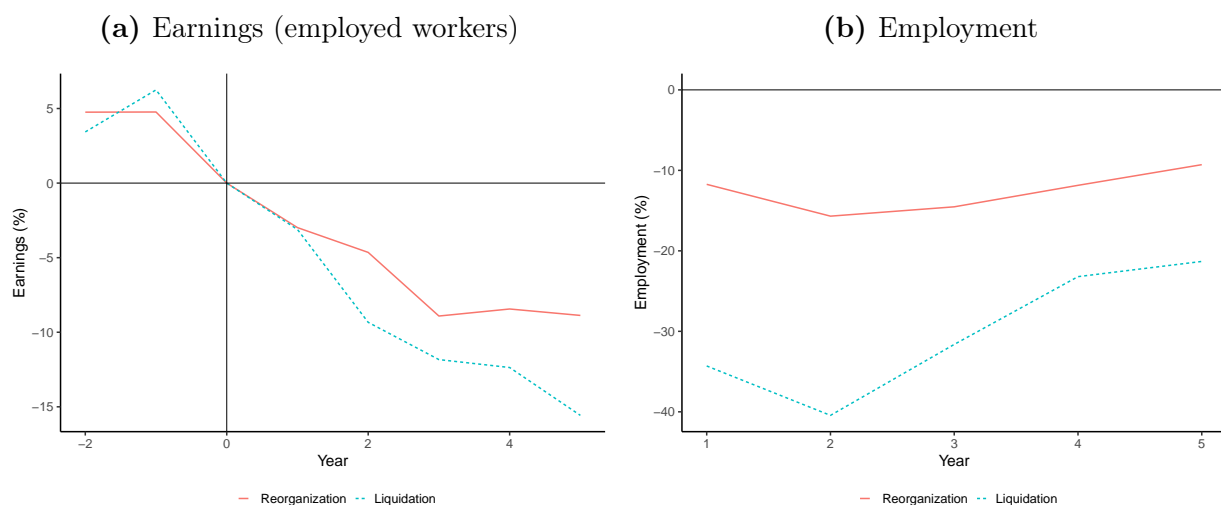 (a) Earnings (employed workers)
5
0
−5
−10
−15
Earnings (%)
−2 0 2 4
Year
Reorganization Liquidation
(b) Employment
0
−10
−20
−30
−40
Employment (%)
1 2 3 4 5
Year
Reorganization Liquidation